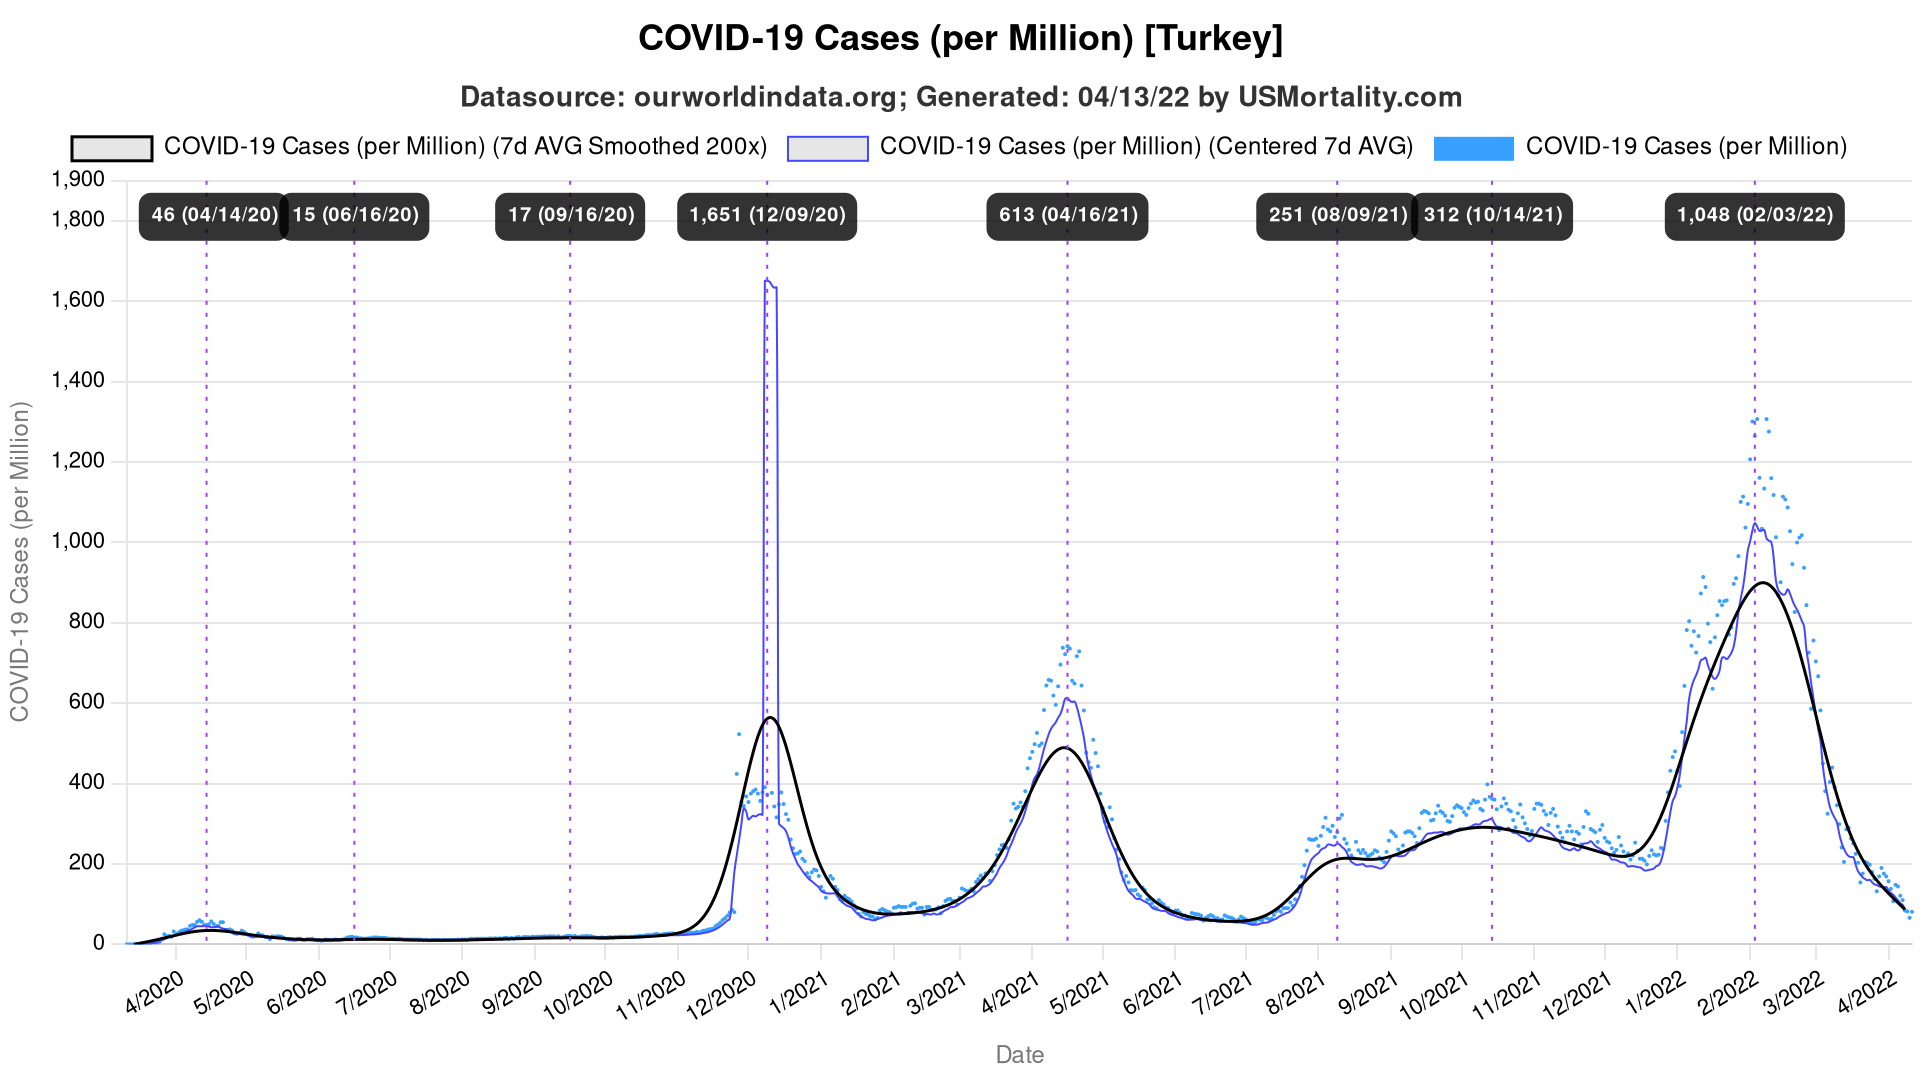 COVID-19 Cases (per Million) [Turkey]
Datasource: ourworldindata.org; Generated: 04/13/22 by USMortality.com
COVID-19 Cases (per Million) (7d AVG Smoothed 200x) COVID-19 Cases (per Million) (Centered 7d AVG) COVID-19 Cases (per Million)
46 (04/14/20) 15 (06/16/20) 17 (09/16/20) 1,651 (12/09/20) 613 (04/16/21) 251 (08/09/21) 312 (10/14/21) 1,048 (02/03/22)
1,900
1,800
1,600
1,400
1,200
1,000
800
600
400
200
0
COVID-19 Cases (per Million)
4/2020 5/2020 6/2020 7/2020 8/2020 9/2020 10/2020 11/2020 12/2020 1/2021 2/2021 3/2021 4/2021 5/2021 6/2021 7/2021 8/2021 9/2021 10/2021 11/2021 12/2021 1/2022 2/2022 3/2022 4/2022
Date